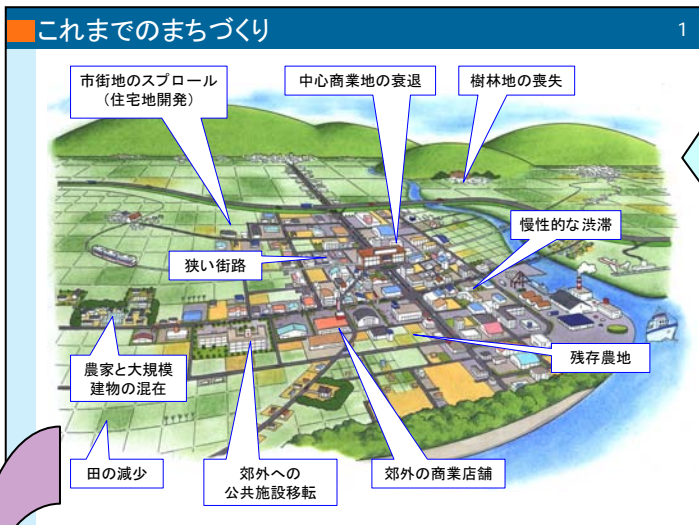 これまでのまちづくり
1
市街地のスプロール
（住宅地開発）
中心商業地の衰退
樹林地の喪失
慢性的な渋滞
狭い街路
農家と大規模
建物の混在
残存農地
田の減少
郊外への
公共施設移転
郊外の商業店舗